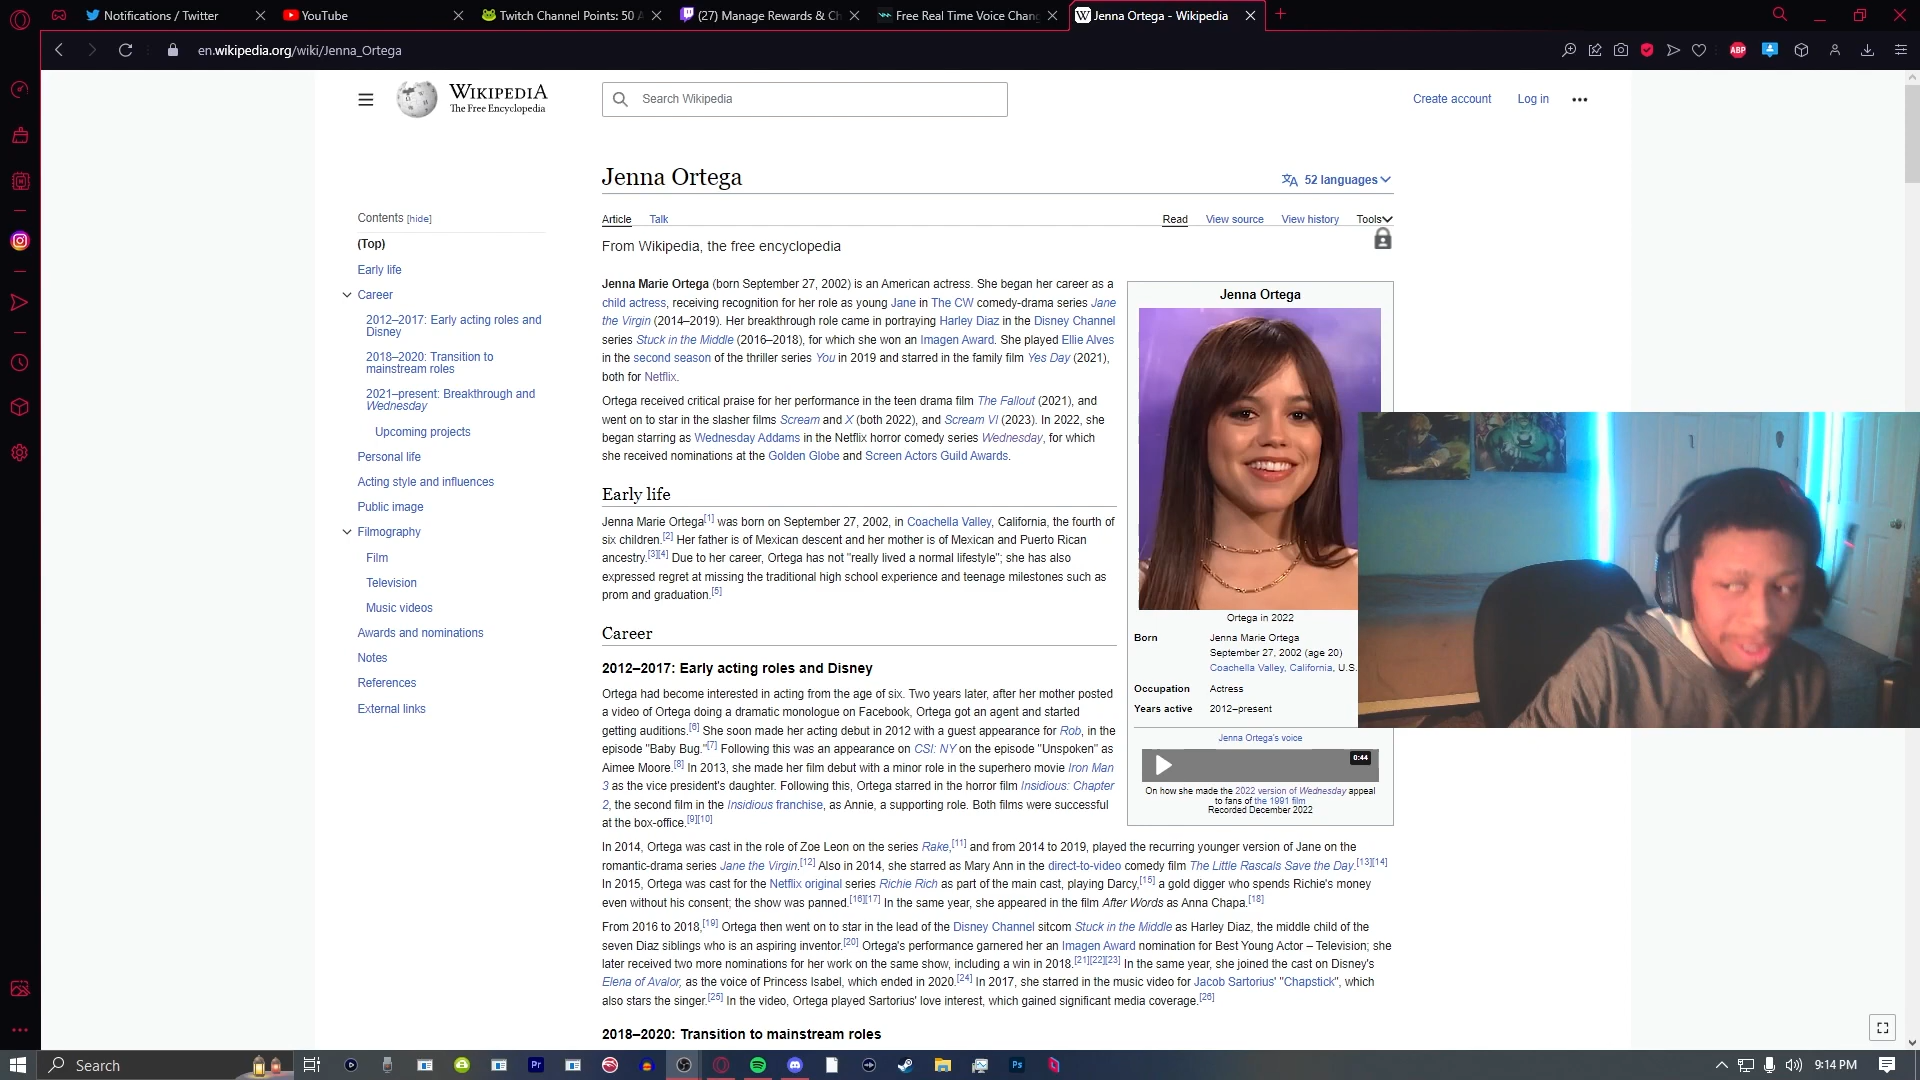 Notifications / Twitter
YouTube
Twitch Channel Points: 50 A
(27) Manage Rewards & Ch
Free Real Time Voice Chang
W Jenna Ortega - Wikipedia
en.wikipedia.org/wiki/Jenna_Ortega
ABP
WIKIPEDIA
The Free Encyclopedia
Search Wikipedia
Create account
Log in
Jenna Ortega
52 languages
Article
Talk
Read
View source
View history
Tools
From Wikipedia, the free encyclopedia
Contents [hide]
(Top)
Early life
Career
2012–2017: Early acting roles and
Disney
2018–2020: Transition to
mainstream roles
2021–present: Breakthrough and
Wednesday
Upcoming projects
Personal life
Acting style and influences
Public image
Filmography
Film
Television
Music videos
Awards and nominations
Notes
References
External links
Jenna Marie Ortega (born September 27, 2002) is an American actress. She began her career as a
child actress, receiving recognition for her role as young Jane in The CW comedy-drama series Jane
the Virgin (2014–2019). Her breakthrough role came in portraying Harley Diaz in the Disney Channel
series Stuck in the Middle (2016–2018), for which she won an Imagen Award. She played Ellie Alves
in the second season of the thriller series You in 2019 and starred in the family film Yes Day (2021),
both for Netflix.
Ortega received critical praise for her performance in the teen drama film The Fallout (2021), and
went on to star in the slasher films Scream and X (both 2022), and Scream VI (2023). In 2022, she
began starring as Wednesday Addams in the Netflix horror comedy series Wednesday, for which
she received nominations at the Golden Globe and Screen Actors Guild Awards.
Early life
Jenna Marie Ortega[1] was born on September 27, 2002, in Coachella Valley, California, the fourth of
six children.[2] Her father is of Mexican descent and her mother is of Mexican and Puerto Rican
ancestry.[3][4] Due to her career, Ortega has not "really lived a normal lifestyle"; she has also
expressed regret at missing the traditional high school experience and teenage milestones such as
prom and graduation.[5]
Career
2012–2017: Early acting roles and Disney
Ortega had become interested in acting from the age of six. Two years later, after her mother posted
a video of Ortega doing a dramatic monologue on Facebook, Ortega got an agent and started
getting auditions.[6] She soon made her acting debut in 2012 with a guest appearance for Rob, in the
episode "Baby Bug."[7] Following this was an appearance on CSI: NY on the episode "Unspoken" as
Aimee Moore.[8] In 2013, she made her film debut with a minor role in the superhero movie Iron Man
3 as the vice president's daughter. Following this, Ortega starred in the horror film Insidious: Chapter
2, the second film in the Insidious franchise, as Annie, a supporting role. Both films were successful
at the box-office.[9][10]
In 2014, Ortega was cast in the role of Zoe Leon on the series Rake,[11] and from 2014 to 2019, played the recurring younger version of Jane on the
romantic-drama series Jane the Virgin.[12] Also in 2014, she starred as Mary Ann in the direct-to-video comedy film The Little Rascals Save the Day.[13][14]
In 2015, Ortega was cast for the Netflix original series Richie Rich as part of the main cast, playing Darcy,[15] a gold digger who spends Richie's money
even without his consent; the show was panned.[16][17] In the same year, she appeared in the film After Words as Anna Chapa.[18]
From 2016 to 2018,[19] Ortega then went on to star in the lead of the Disney Channel sitcom Stuck in the Middle as Harley Diaz, the middle child of the
seven Diaz siblings who is an aspiring inventor.[20] Ortega's performance garnered her an Imagen Award nomination for Best Young Actor – Television; she
later received two more nominations for her work on the same show, including a win in 2018.[21][22][23] In the same year, she joined the cast on Disney's
Elena of Avalor, as the voice of Princess Isabel, which ended in 2020.[24] In 2017, she starred in the music video for Jacob Sartorius' "Chapstick", which
also stars the singer.[25] In the video, Ortega played Sartorius' love interest, which gained significant media coverage.[26]
2018–2020: Transition to mainstream roles
Jenna Ortega
Ortega in 2022
Born Jenna Marie Ortega
September 27, 2002 (age 20)
Coachella Valley, California, U.S.
Occupation Actress
Years active 2012–present
Jenna Ortega's voice
0:44
On how she made the 2022 version of Wednesday appeal
to fans of the 1991 film
Recorded December 2022
Search
Pr
Ps
9:14 PM